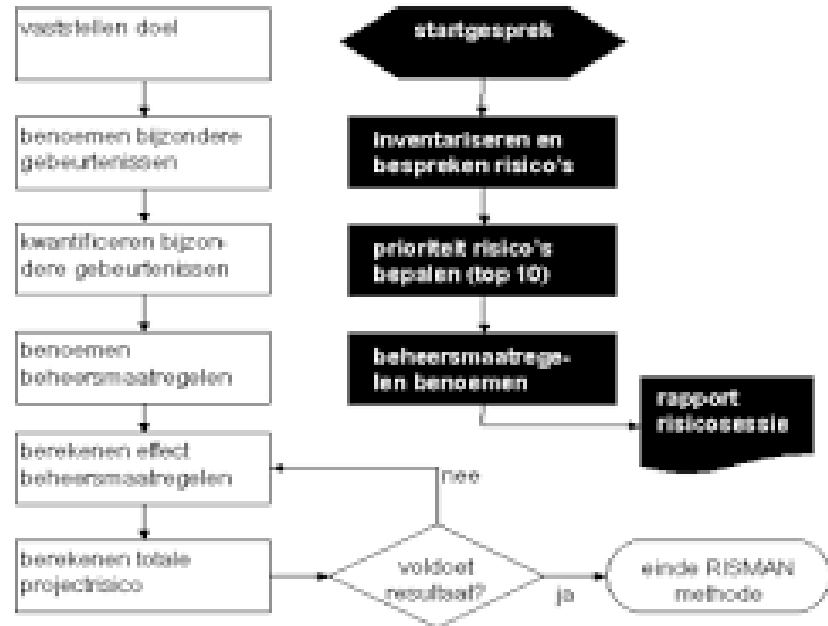 vaststellen doel
benoemen bijzondere
gebeurtenissen
kwantificeren bijzon-
dere gebeurtenissen
benoemen
beheersmaatregelen
berekenen effect
beheersmaatregelen
berekenen totale
projectrisico
startgesprek
inventariseren en
bespreken risico's
prioriteit risico's
bepalen (top 10)
beheersmaatrege-
len benoemen
rapport
risicosessie
nee
voldoet
resultaat?
ja
einde RISMAN
methode